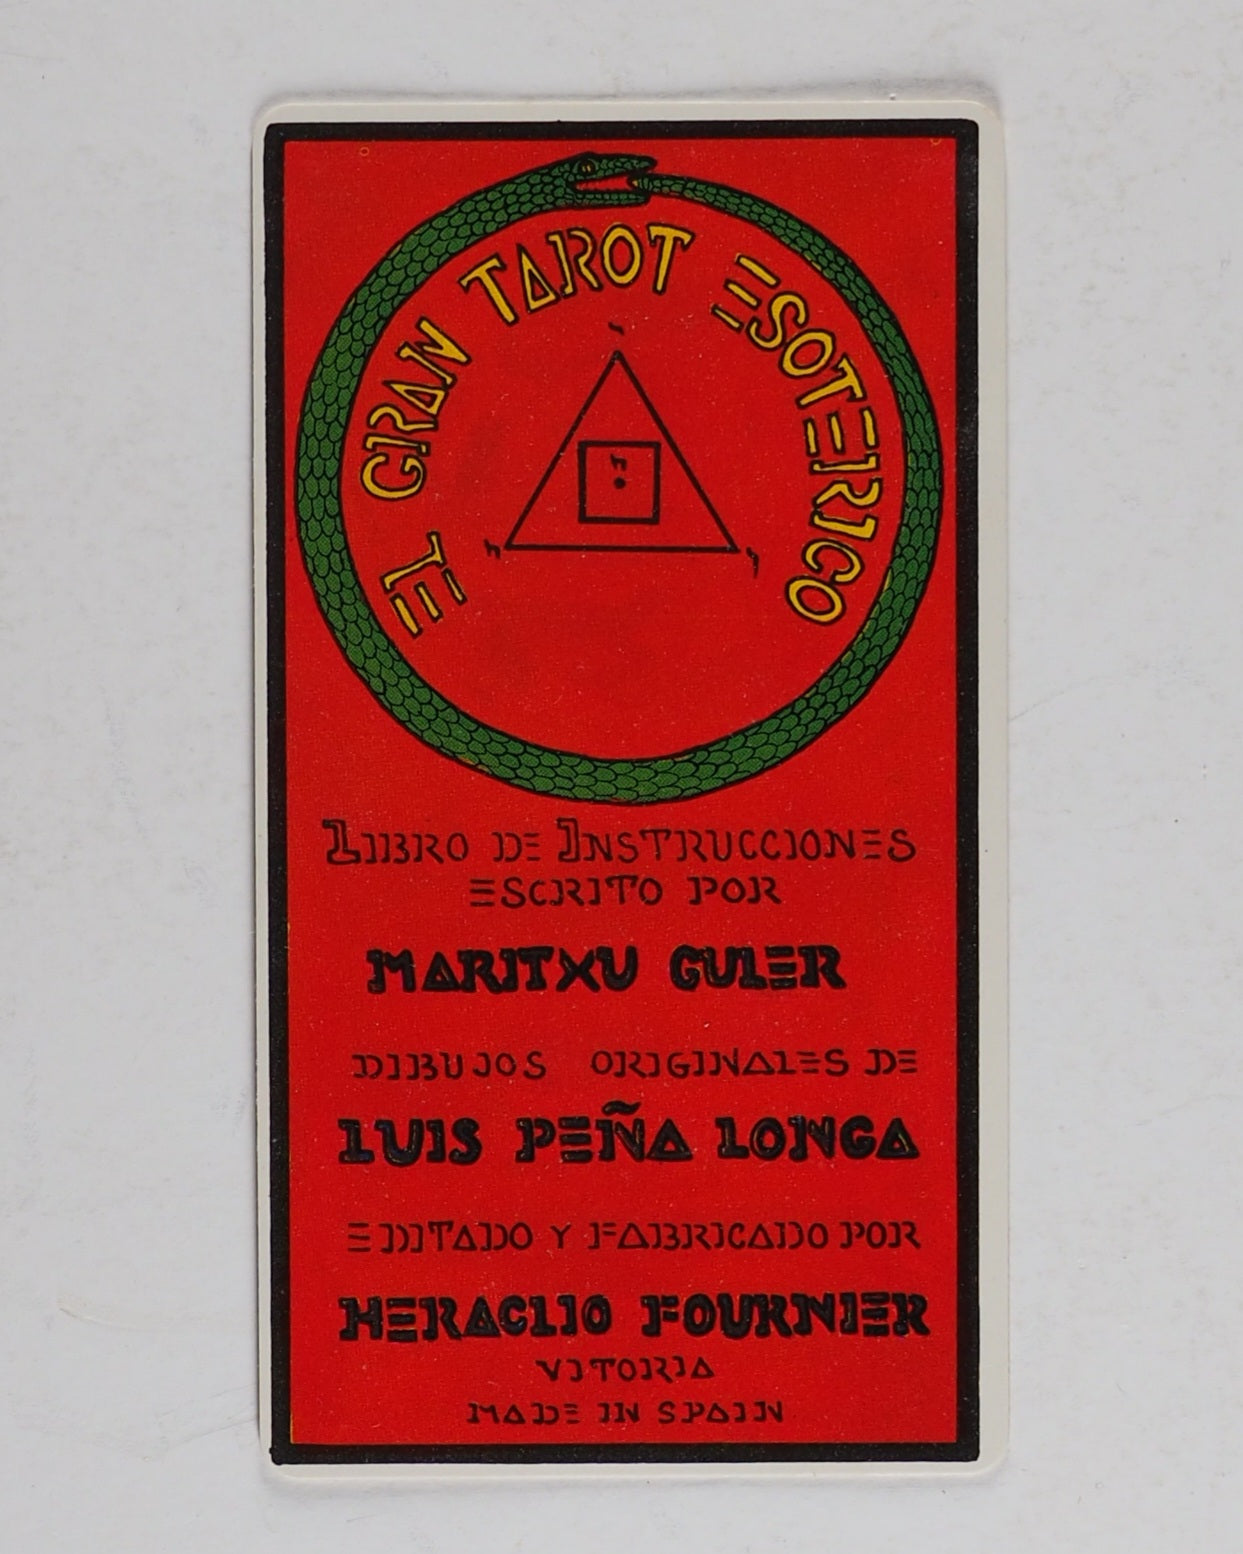 EL GRAN TAROT ESOTERICO
י
ה
ה
ו
LIBRO DE INSTRUCCIONES
ESCRITO POR
MARITXU GULER
DIBUJOS ORIGINALES DE
LUIS PEÑA LONGA
EDITADO Y FABRICADO POR
HERACLIO FOURNIER
VITORIA
MADE IN SPAIN